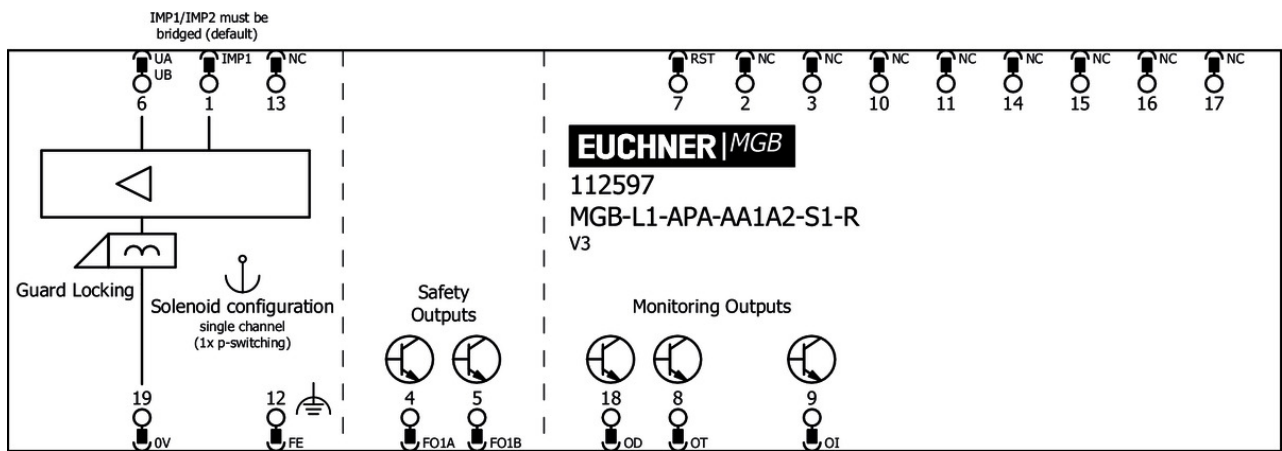 IMP1/IMP2 must be
bridged (default)
UA IMP1 NC RST NC NC NC NC NC NC NC NC
UB
6 1 13 7 2 3 10 11 14 15 16 17
EUCHNER MGB
112597
MGB-L1-APA-AA1A2-S1-R
V3
Guard Locking
Solenoid configuration
single channel
(1x p-switching)
Safety
Outputs
Monitoring Outputs
19 12 4 5 18 8 9
0V FE FO1A FO1B OD OT OI